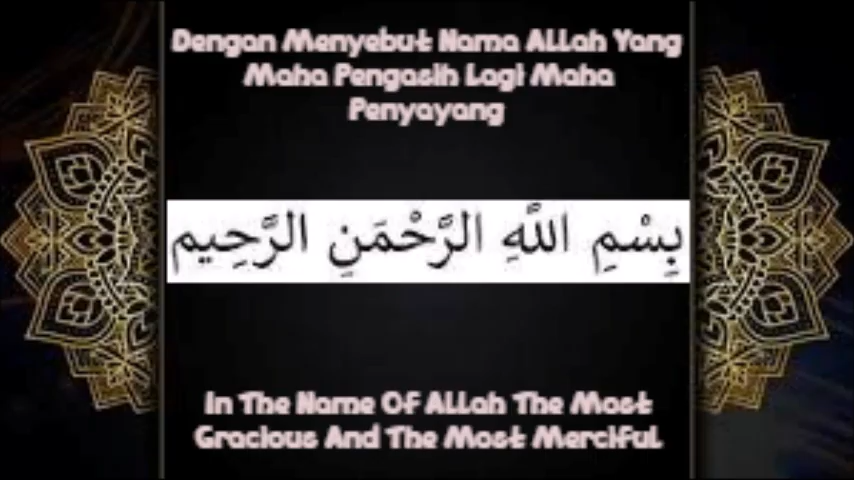 Dengan Menyebut Nama Allah Yang
Maha Pengasih Lagi Maha
Penyayang
بِسْمِ اللَّهِ الرَّحْمَنِ الرَّحِيم
In The Name Of Allah The Most
Gracious And The Most Merciful